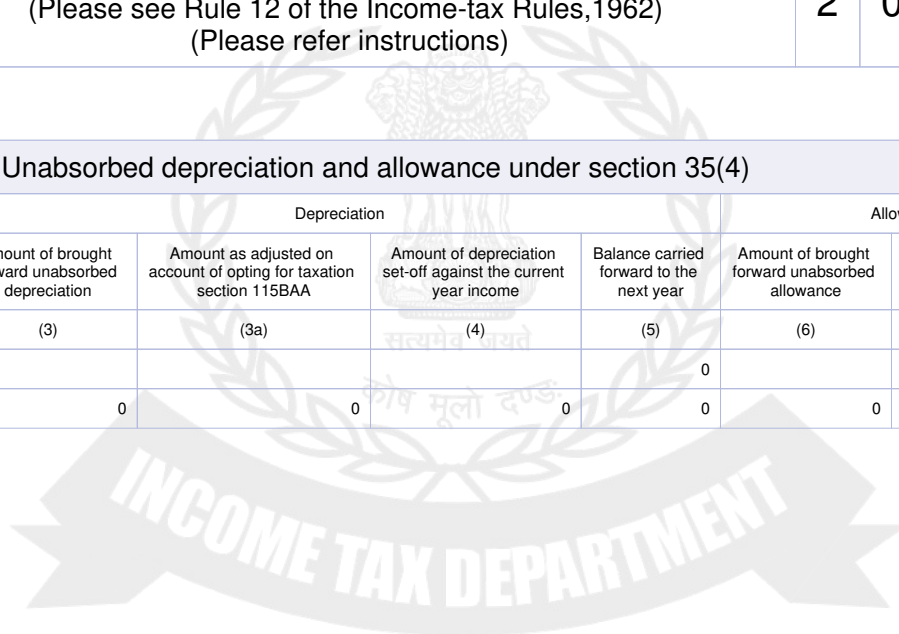 (Please see Rule 12 of the Income-tax Rules,1962)
(Please refer instructions)
2 0
Unabsorbed depreciation and allowance under section 35(4)
Depreciation
Amount as adjusted on
account of opting for taxation
section 115BAA
Amount of depreciation
set-off against the current
year income
Balance carried
forward to the
next year
Amount of brought
forward unabsorbed
allowance
of brought
unabsorbed
depreciation
(3) (3a) (4) (5) (6)
0
0 0 0 0 0
सत्यमेव जयते
कोष मूलो दण्डः
INCOME TAX DEPARTMENT